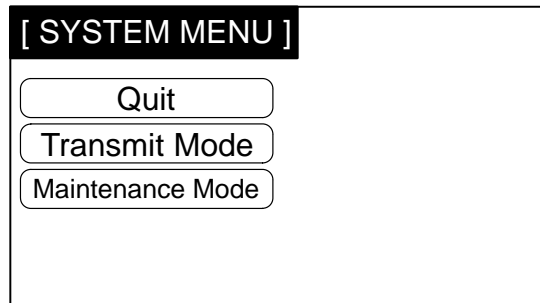 [ SYSTEM MENU ]
Quit
Transmit Mode
Maintenance Mode